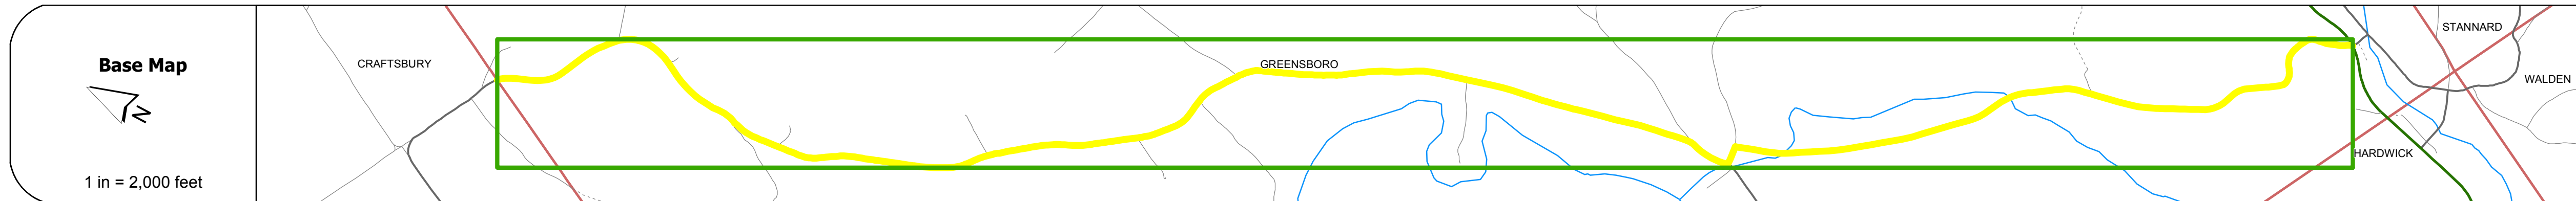 Base Map
N
1 in = 2,000 feet
CRAFTSBURY
GREENSBORO
STANNARD
WALDEN
HARDWICK